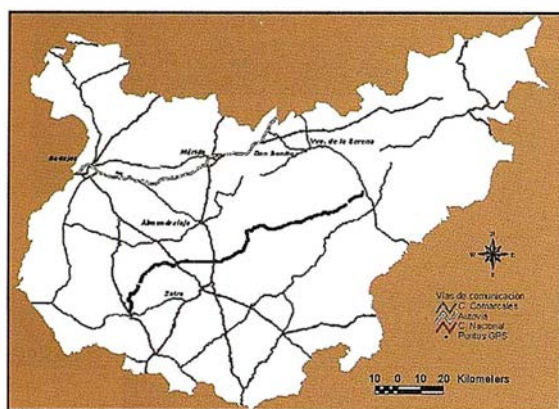 Badajoz
Mérida
Don Benito
Vva. de la Serena
Almendralejo
Zafra
N
W E
S
Vías de comunicación
C. Comarcales
Autovía
C. Nacional
Puntos GPS
10 0 10 20 Kilometers